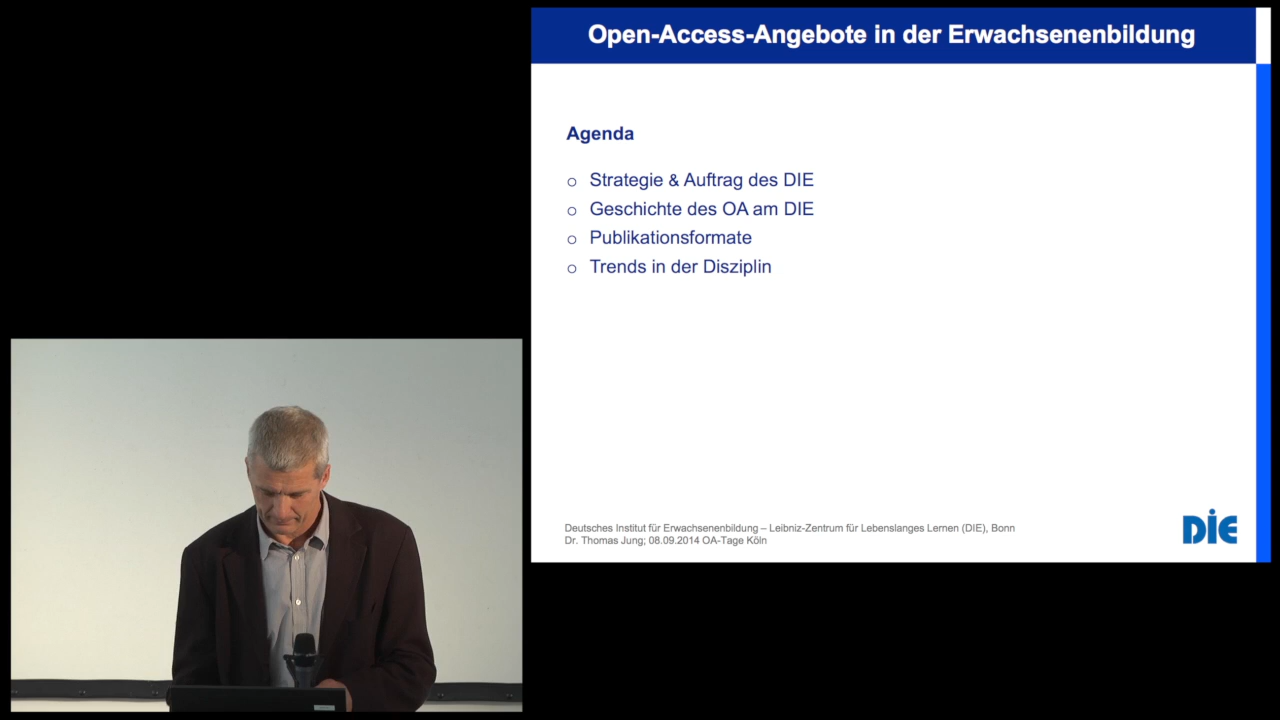 Open-Access-Angebote in der Erwachsenenbildung
Agenda
Strategie & Auftrag des DIE
Geschichte des OA am DIE
Publikationsformate
Trends in der Disziplin
Deutsches Institut für Erwachsenenbildung – Leibniz-Zentrum für Lebenslanges Lernen (DIE), Bonn
Dr. Thomas Jung; 08.09.2014 OA-Tage Köln
DIE